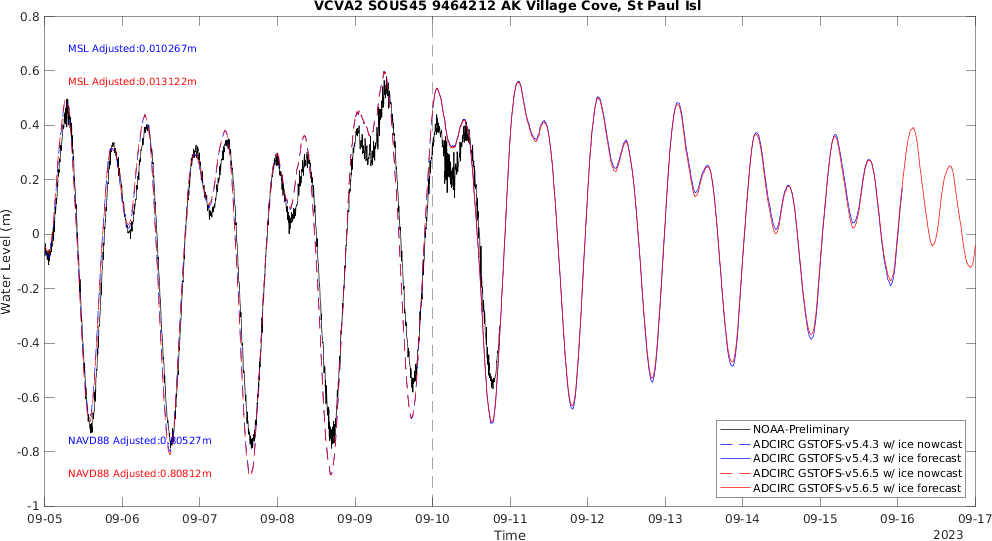 VCVA2 SOUS45 9464212 AK Village Cove, St Paul Isl
0.8
0.6
0.4
0.2
0
-0.2
-0.4
-0.6
-0.8
-1
Water Level (m)
MSL Adjusted:0.010267m
MSL Adjusted:0.013122m
NAVD88 Adjusted:0.80527m
NAVD88 Adjusted:0.80812m
NOAA-Preliminary
ADCIRC GSTOFS-v5.4.3 w/ ice nowcast
ADCIRC GSTOFS-v5.4.3 w/ ice forecast
ADCIRC GSTOFS-v5.6.5 w/ ice nowcast
ADCIRC GSTOFS-v5.6.5 w/ ice forecast
09-05 09-06 09-07 09-08 09-09 09-10 09-11 09-12 09-13 09-14 09-15 09-16 09-17
Time
2023